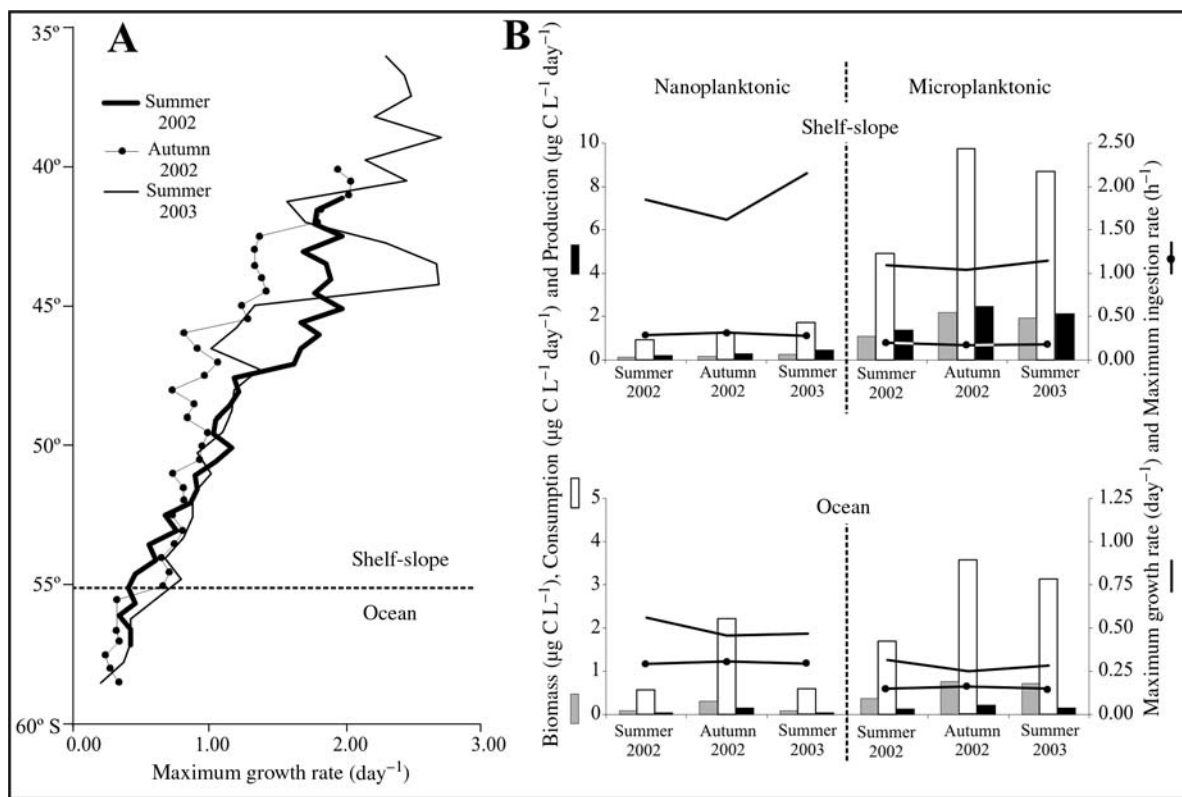 A
35º
40º
45º
50º
55º
60º S
Summer
2002
Autumn
2002
Summer
2003
Shelf-slope
Ocean
0.00 1.00 2.00 3.00
Maximum growth rate (day⁻¹)
B
Biomass (µg C L⁻¹), Consumption (µg C L⁻¹ day⁻¹) and Production (µg C L⁻¹ day⁻¹)
Nanoplanktonic Microplanktonic
Shelf-slope
10
8
6
4
2
0
2.50
2.00
1.50
1.00
0.50
0.00
Summer Autumn Summer Summer Autumn Summer
2002 2002 2003 2002 2002 2003
Ocean
5
4
3
2
1
0
1.25
1.00
0.75
0.50
0.25
0.00
Summer Autumn Summer Summer Autumn Summer
2002 2002 2003 2002 2002 2003
Maximum growth rate (day⁻¹) and Maximum ingestion rate (h⁻¹)